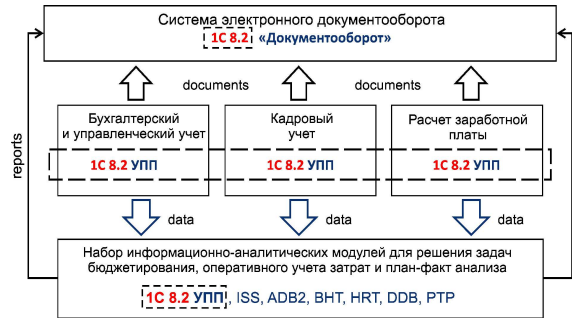 Система электронного документооборота
1С 8.2 «Документооборот»
documents documents
Бухгалтерский
и управленческий учет
1С 8.2 УПП
Кадровый
учет
1С 8.2 УПП
Расчет заработной
платы
1С 8.2 УПП
reports
data data data
Набор информационно-аналитических модулей для решения задач
бюджетирования, оперативного учета затрат и план-факт анализа
1С 8.2 УПП, ISS, ADB2, BHT, HRT, DDB, PTP